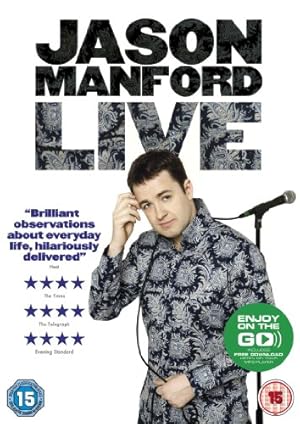 JASON
MANFORD
LIVE
"Brilliant
observations
about everyday
life, hilariously
delivered"
Heat
★★★★
The Times
★★★★
The Telegraph
★★★★
Evening Standard
ENJOY
ON THE
GO
INCLUDES
FREE DOWNLOAD
15
15